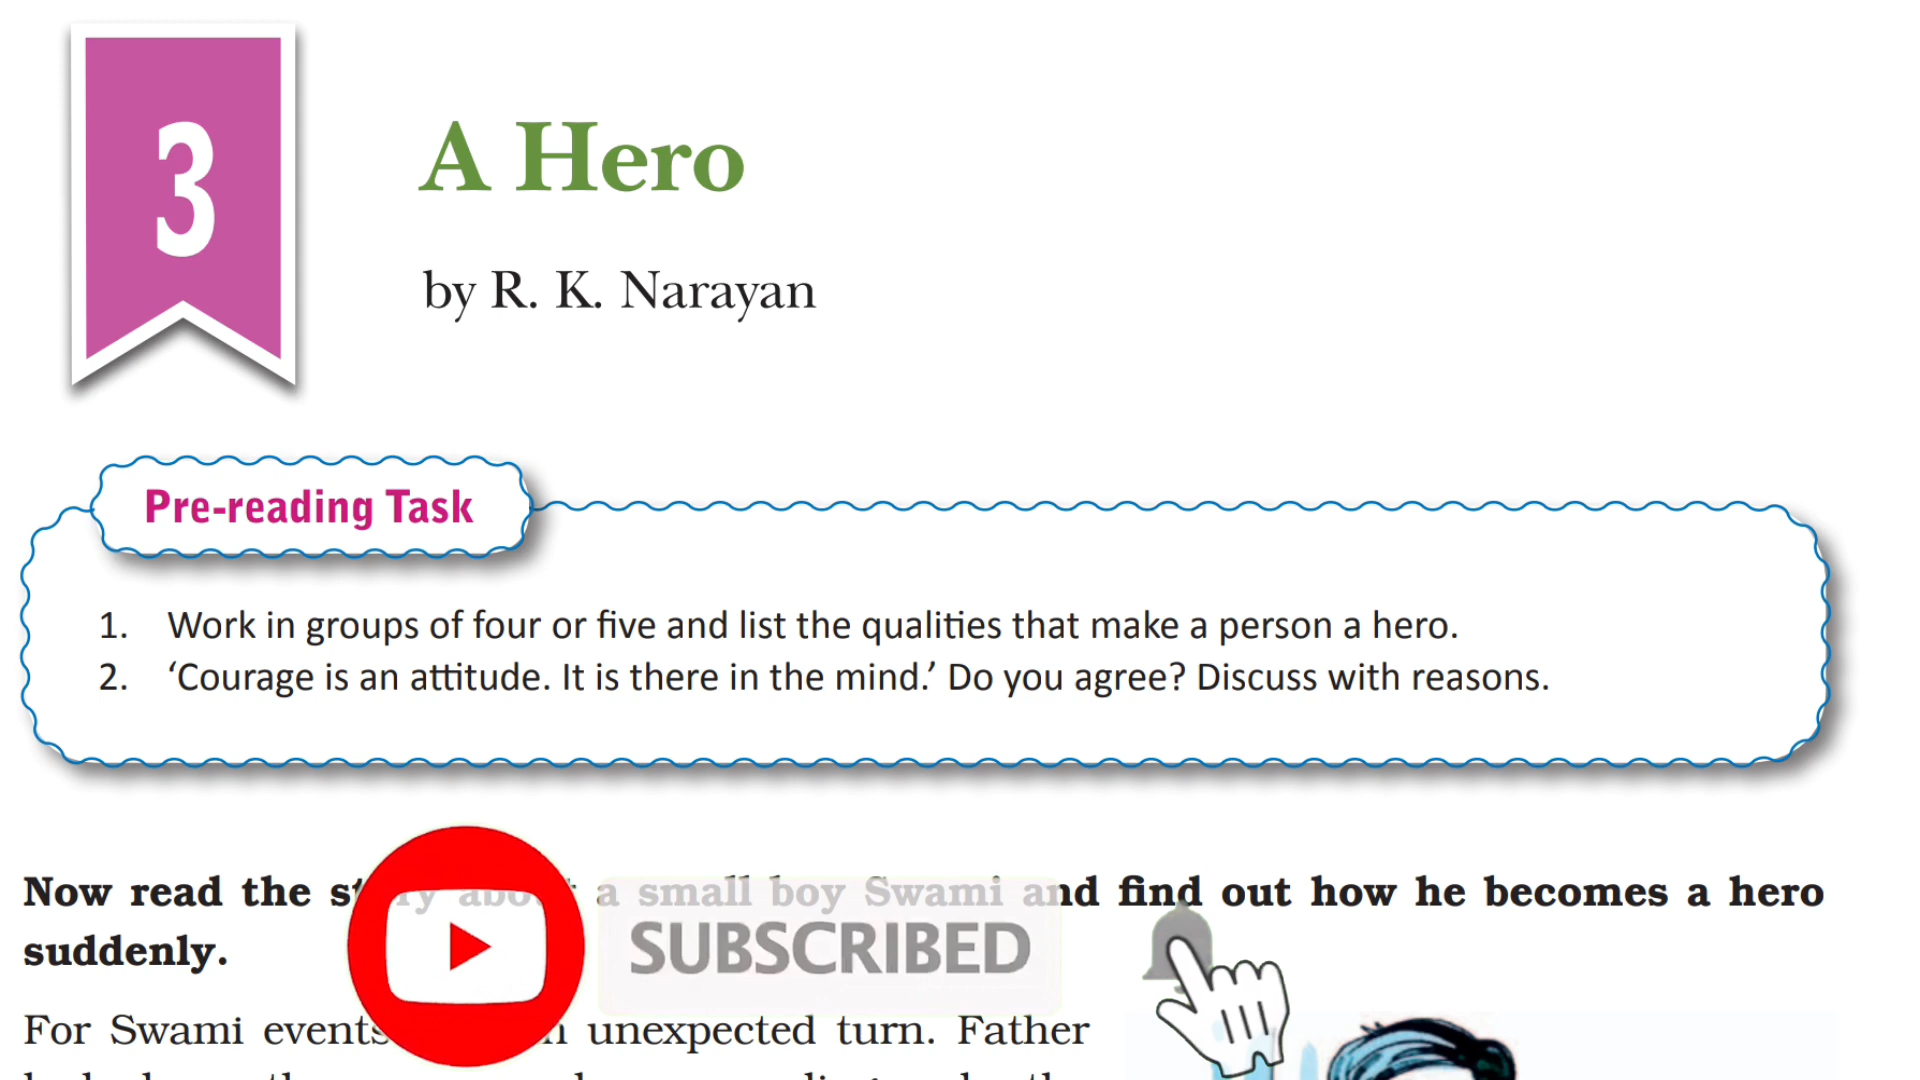 3
A Hero
by R. K. Narayan
Pre-reading Task
1. Work in groups of four or five and list the qualities that make a person a hero.
2. ‘Courage is an attitude. It is there in the mind.’ Do you agree? Discuss with reasons.
Now read the story about a small boy Swami and find out how he becomes a hero
suddenly.
SUBSCRIBED
For Swami events unexpected turn. Father